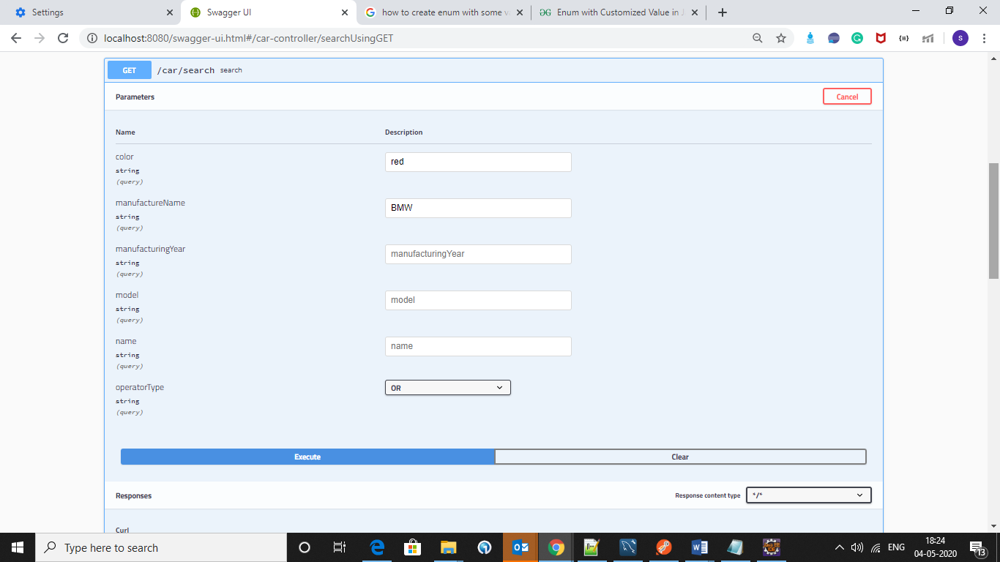 Settings
Swagger UI
how to create enum with some v
Enum with Customized Value in J
localhost:8080/swagger-ui.html#/car-controller/searchUsingGET
S
GET /car/search search
Parameters
Cancel
Name Description
color
string
(query)
red
manufactureName
string
(query)
BMW
manufacturingYear
string
(query)
manufacturingYear
model
string
(query)
model
name
string
(query)
name
operatorType
string
(query)
OR
Execute Clear
Responses Response content type */*
Curl
Type here to search
ENG
18:24
04-05-2020
13